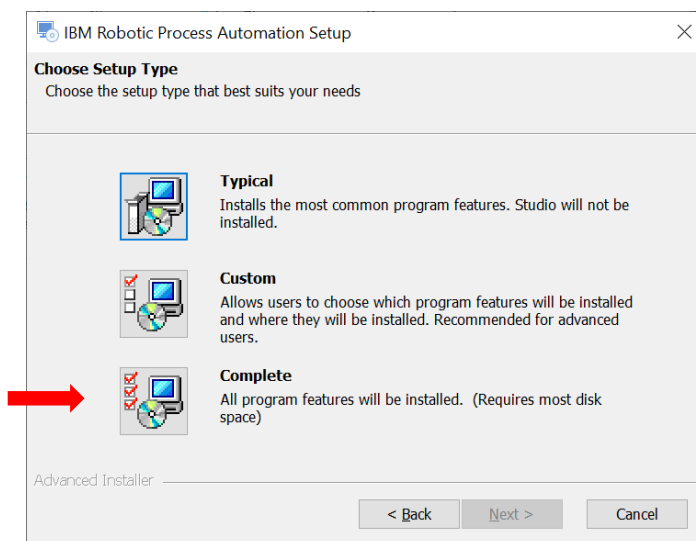 IBM Robotic Process Automation Setup
Choose Setup Type
Choose the setup type that best suits your needs
Typical
Installs the most common program features. Studio will not be
installed.
Custom
Allows users to choose which program features will be installed
and where they will be installed. Recommended for advanced
users.
Complete
All program features will be installed.  (Requires most disk
space)
Advanced Installer
< Back
Next >
Cancel